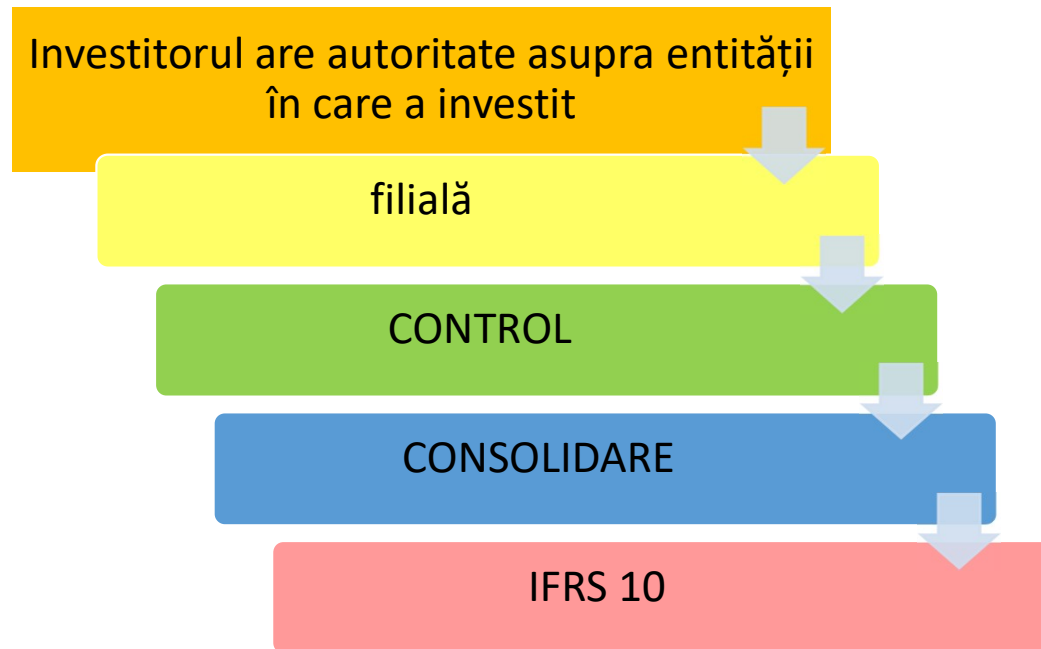 Investitorul are autoritate asupra entității
în care a investit
filială
CONTROL
CONSOLIDARE
IFRS 10